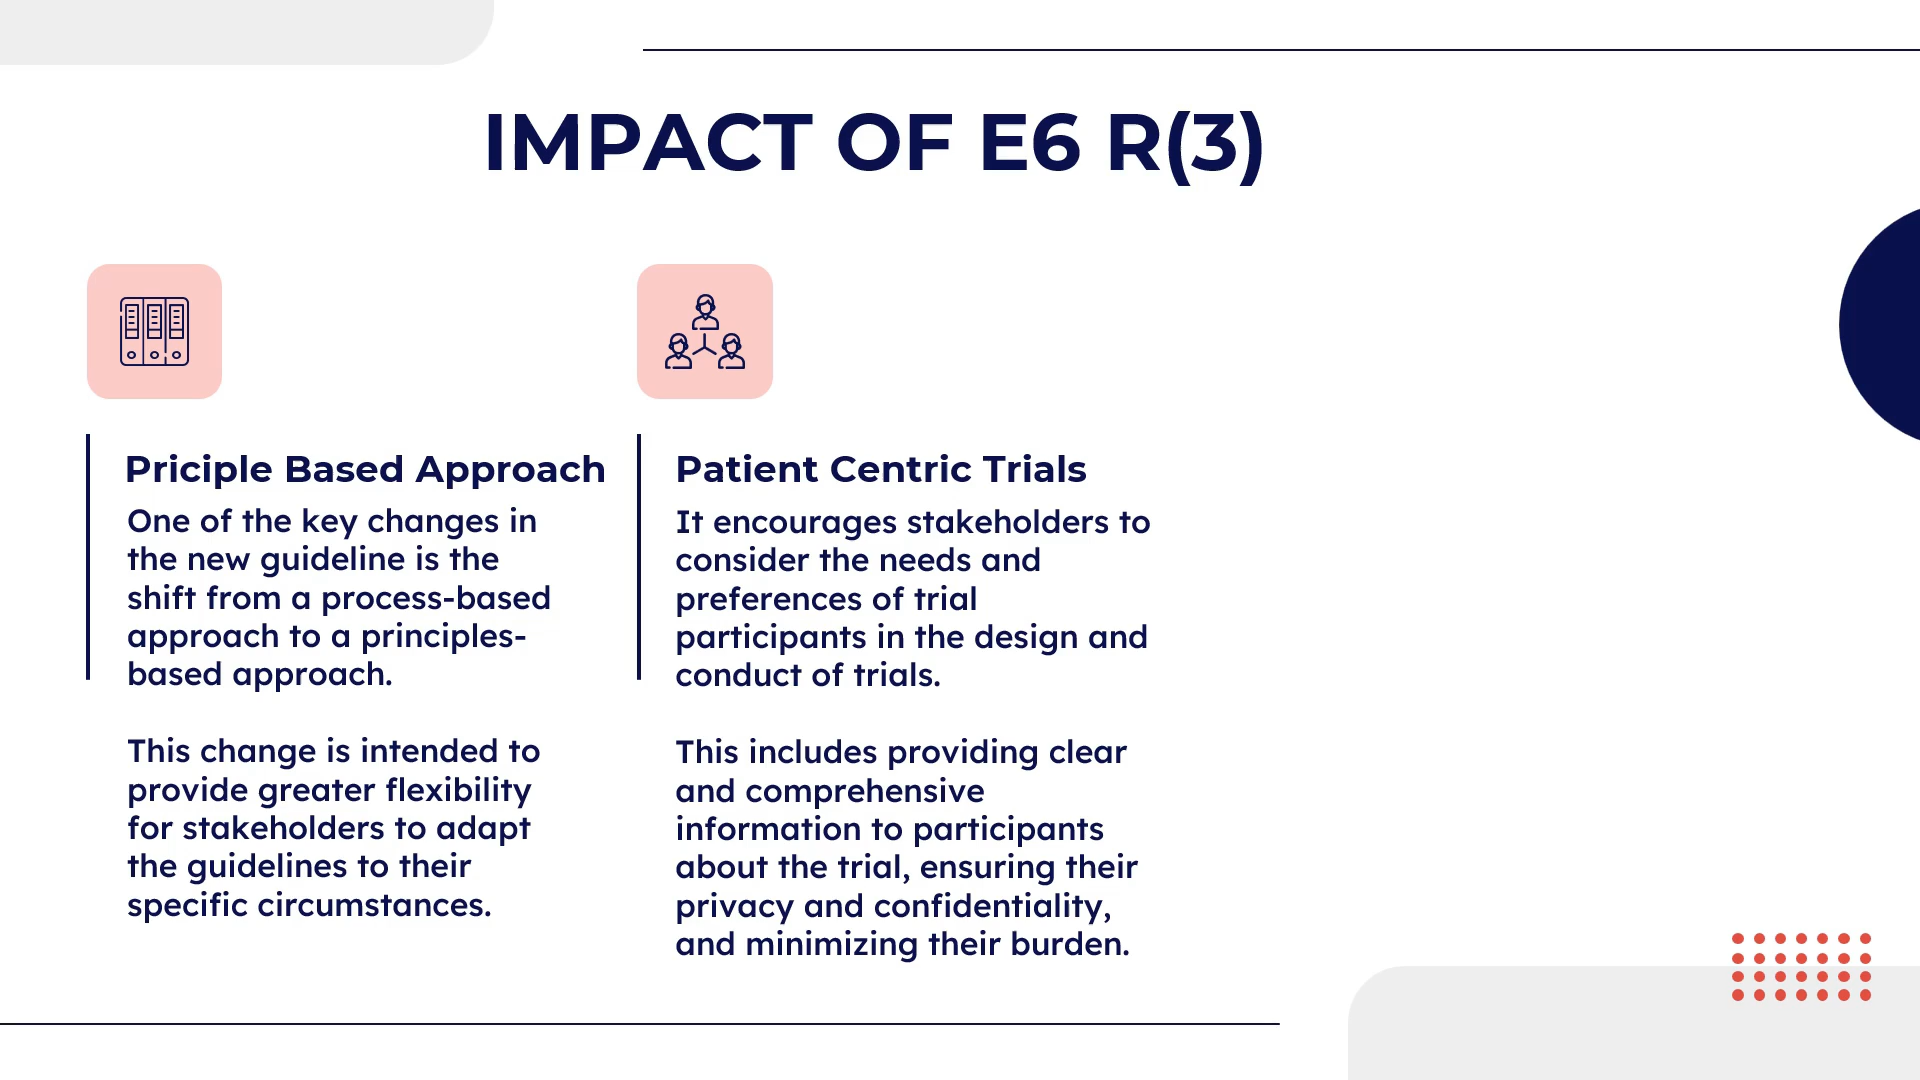 IMPACT OF E6 R(3)
Priciple Based Approach
One of the key changes in
the new guideline is the
shift from a process-based
approach to a principles-
based approach.
This change is intended to
provide greater flexibility
for stakeholders to adapt
the guidelines to their
specific circumstances.
Patient Centric Trials
It encourages stakeholders to
consider the needs and
preferences of trial
participants in the design and
conduct of trials.
This includes providing clear
and comprehensive
information to participants
about the trial, ensuring their
privacy and confidentiality,
and minimizing their burden.